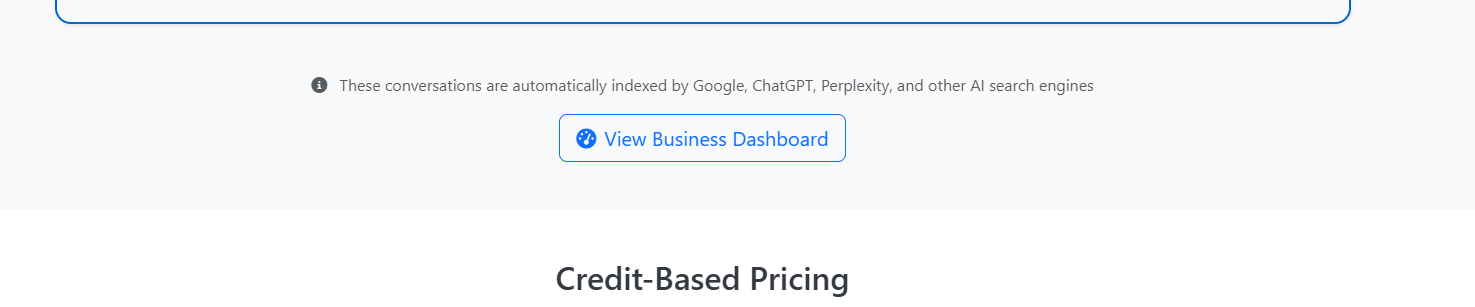 These conversations are automatically indexed by Google, ChatGPT, Perplexity, and other AI search engines
View Business Dashboard
Credit-Based Pricing